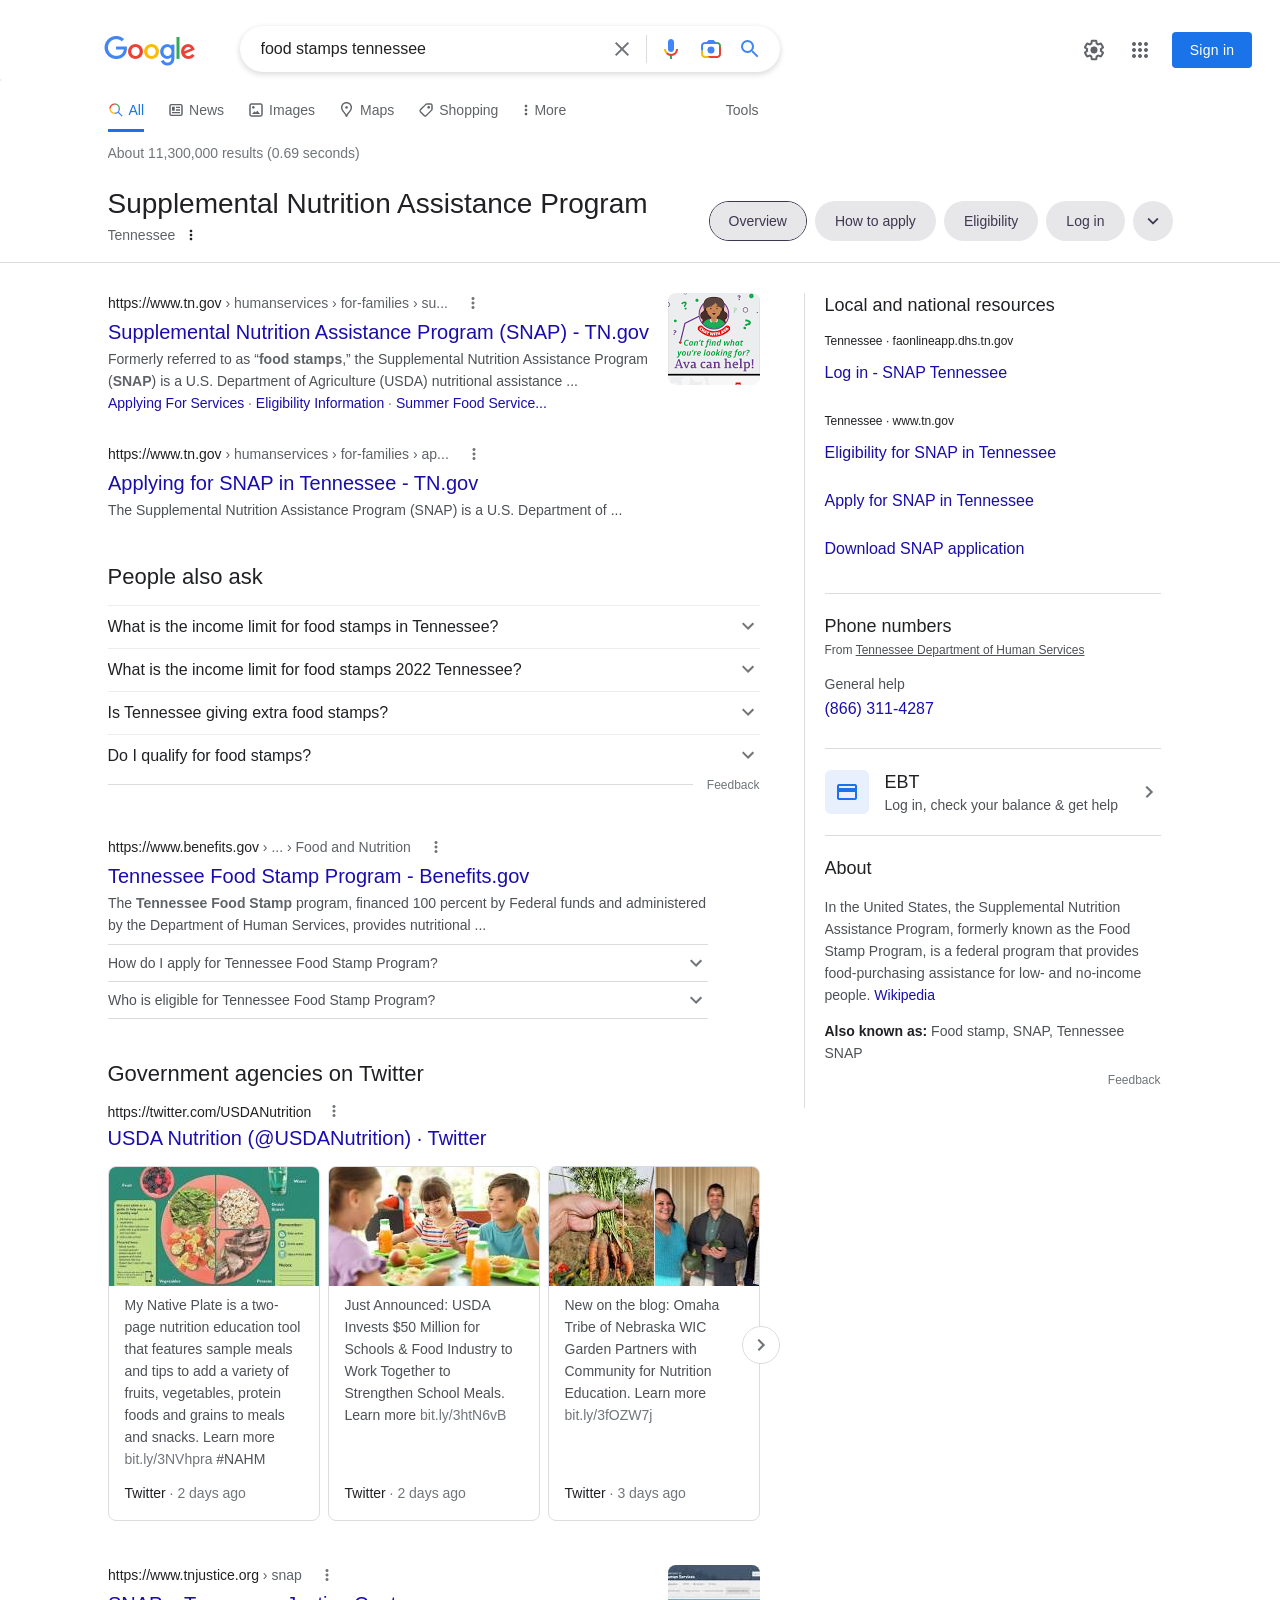 Google
food stamps tennessee
Sign in
All
News
Images
Maps
Shopping
More
Tools
About 11,300,000 results (0.69 seconds)
Supplemental Nutrition Assistance Program
Tennessee
Overview
How to apply
Eligibility
Log in
https://www.tn.gov › humanservices › for-families › su...
Supplemental Nutrition Assistance Program (SNAP) - TN.gov
Formerly referred to as “food stamps,” the Supplemental Nutrition Assistance Program
(SNAP) is a U.S. Department of Agriculture (USDA) nutritional assistance ...
Applying For Services · Eligibility Information · Summer Food Service...
Can't find what
you're looking for?
Ava can help!
https://www.tn.gov › humanservices › for-families › ap...
Applying for SNAP in Tennessee - TN.gov
The Supplemental Nutrition Assistance Program (SNAP) is a U.S. Department of ...
People also ask
What is the income limit for food stamps in Tennessee?
What is the income limit for food stamps 2022 Tennessee?
Is Tennessee giving extra food stamps?
Do I qualify for food stamps?
Feedback
https://www.benefits.gov › ... › Food and Nutrition
Tennessee Food Stamp Program - Benefits.gov
The Tennessee Food Stamp program, financed 100 percent by Federal funds and administered
by the Department of Human Services, provides nutritional ...
How do I apply for Tennessee Food Stamp Program?
Who is eligible for Tennessee Food Stamp Program?
Government agencies on Twitter
https://twitter.com/USDANutrition
USDA Nutrition (@USDANutrition) · Twitter
My Native Plate is a two-
page nutrition education tool
that features sample meals
and tips to add a variety of
fruits, vegetables, protein
foods and grains to meals
and snacks. Learn more
bit.ly/3NVhpra #NAHM
Twitter · 2 days ago
Just Announced: USDA
Invests $50 Million for
Schools & Food Industry to
Work Together to
Strengthen School Meals.
Learn more bit.ly/3htN6vB
Twitter · 2 days ago
New on the blog: Omaha
Tribe of Nebraska WIC
Garden Partners with
Community for Nutrition
Education. Learn more
bit.ly/3fOZW7j
Twitter · 3 days ago
https://www.tnjustice.org › snap
Local and national resources
Tennessee · faonlineapp.dhs.tn.gov
Log in - SNAP Tennessee
Tennessee · www.tn.gov
Eligibility for SNAP in Tennessee
Apply for SNAP in Tennessee
Download SNAP application
Phone numbers
From Tennessee Department of Human Services
General help
(866) 311-4287
EBT
Log in, check your balance & get help
About
In the United States, the Supplemental Nutrition
Assistance Program, formerly known as the Food
Stamp Program, is a federal program that provides
food-purchasing assistance for low- and no-income
people. Wikipedia
Also known as: Food stamp, SNAP, Tennessee
SNAP
Feedback